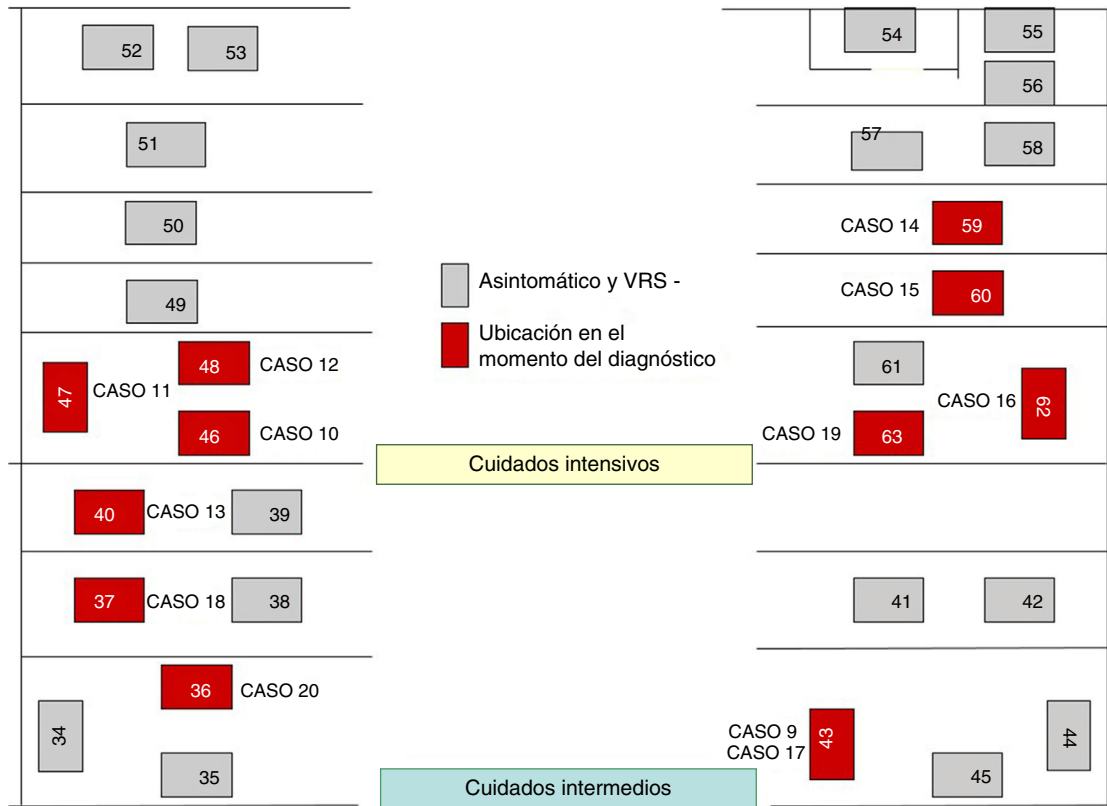 52
53
54
55
56
51
57
58
50
CASO 14
59
49
Asintomático y VRS -
CASO 15
60
Ubicación en el
momento del diagnóstico
48
CASO 12
61
47
CASO 11
CASO 16
62
46
CASO 10
CASO 19
63
Cuidados intensivos
40
CASO 13
39
37
CASO 18
38
41
42
36
CASO 20
34
35
CASO 9
CASO 17
43
44
45
Cuidados intermedios